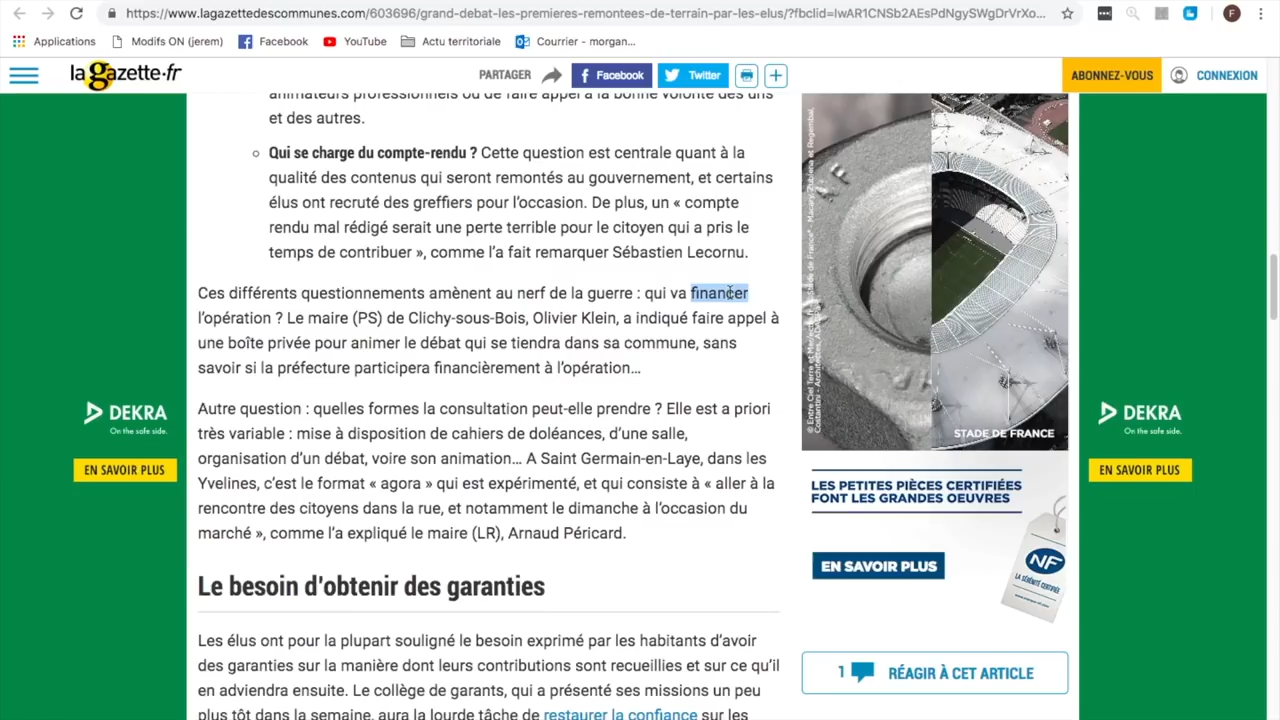 https://www.lagazettedescommunes.com/603696/grand-debat-les-premieres-remontees-de-terrain-par-les-elus/?fbclid=IwAR1CNSb2AEsPdNgySWgDrVrXo...
F
Applications
Modifs ON (jerem)
Facebook
YouTube
Actu territoriale
Courrier - morgan...
la gazette.fr
PARTAGER
Facebook
Twitter
ABONNEZ-VOUS
CONNEXION
animateurs professionnels ou de faire appel à la bonne volonté des uns
et des autres.
Qui se charge du compte-rendu ? Cette question est centrale quant à la
qualité des contenus qui seront remontés au gouvernement, et certains
élus ont recruté des greffiers pour l'occasion. De plus, un « compte
rendu mal rédigé serait une perte terrible pour le citoyen qui a pris le
temps de contribuer », comme l'a fait remarquer Sébastien Lecornu.
Ces différents questionnements amènent au nerf de la guerre : qui va financer
l'opération ? Le maire (PS) de Clichy-sous-Bois, Olivier Klein, a indiqué faire appel à
une boîte privée pour animer le débat qui se tiendra dans sa commune, sans
savoir si la préfecture participera financièrement à l'opération…
Autre question : quelles formes la consultation peut-elle prendre ? Elle est a priori
très variable : mise à disposition de cahiers de doléances, d'une salle,
organisation d'un débat, voire son animation… A Saint Germain-en-Laye, dans les
Yvelines, c'est le format « agora » qui est expérimenté, et qui consiste à « aller à la
rencontre des citoyens dans la rue, et notamment le dimanche à l'occasion du
marché », comme l'a expliqué le maire (LR), Arnaud Péricard.
Le besoin d'obtenir des garanties
Les élus ont pour la plupart souligné le besoin exprimé par les habitants d'avoir
des garanties sur la manière dont leurs contributions sont recueillies et sur ce qu'il
en adviendra ensuite. Le collège de garants, qui a présenté ses missions un peu
plus tôt dans la semaine, aura la lourde tâche de restaurer la confiance sur les
DEKRA
On the safe side.
EN SAVOIR PLUS
STADE DE FRANCE
LES PETITES PIÈCES CERTIFIÉES
FONT LES GRANDES OEUVRES
EN SAVOIR PLUS
NF
LA SÉRÉNITÉ CERTIFIÉE
1 RÉAGIR À CET ARTICLE
DEKRA
On the safe side.
EN SAVOIR PLUS